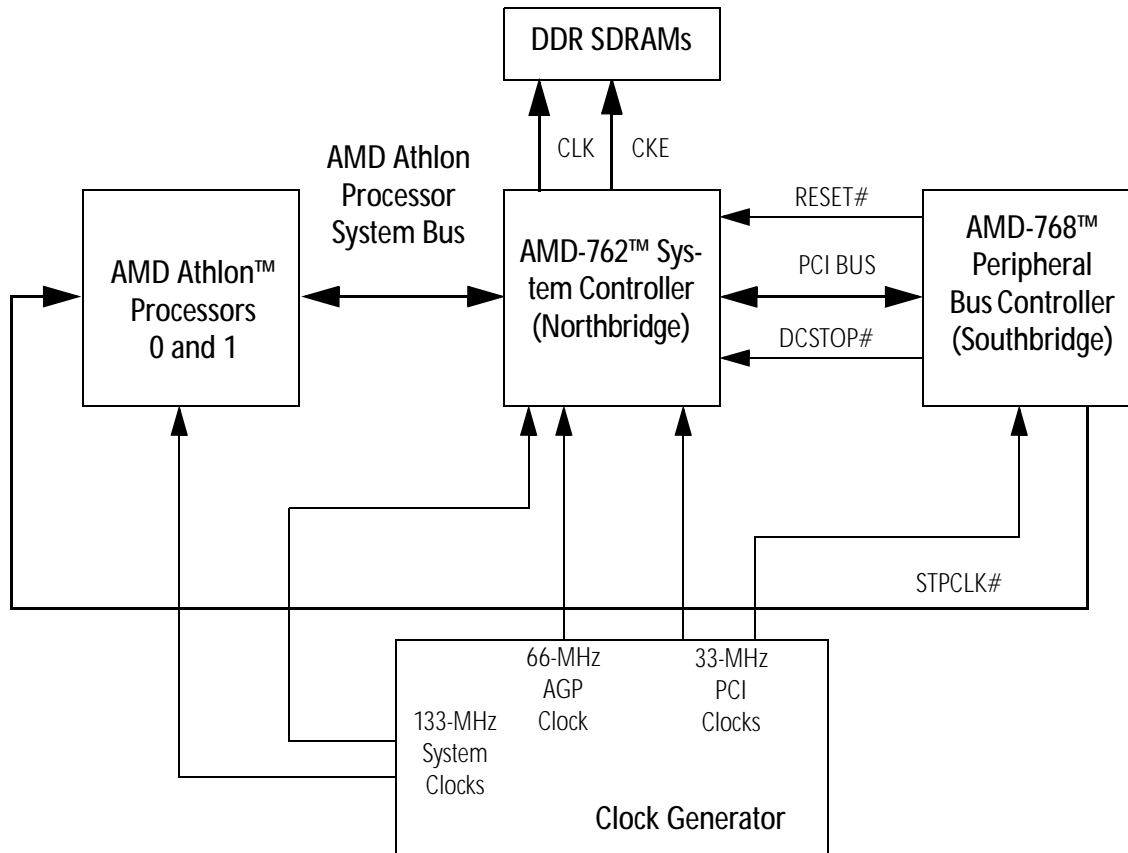 DDR SDRAMs
CLK
CKE
AMD Athlon
Processor
System Bus
AMD Athlon™
Processors
0 and 1
AMD-762™ Sys-
tem Controller
(Northbridge)
RESET#
PCI BUS
DCSTOP#
AMD-768™
Peripheral
Bus Controller
(Southbridge)
STPCLK#
133-MHz
System
Clocks
66-MHz
AGP
Clock
33-MHz
PCI
Clocks
Clock Generator